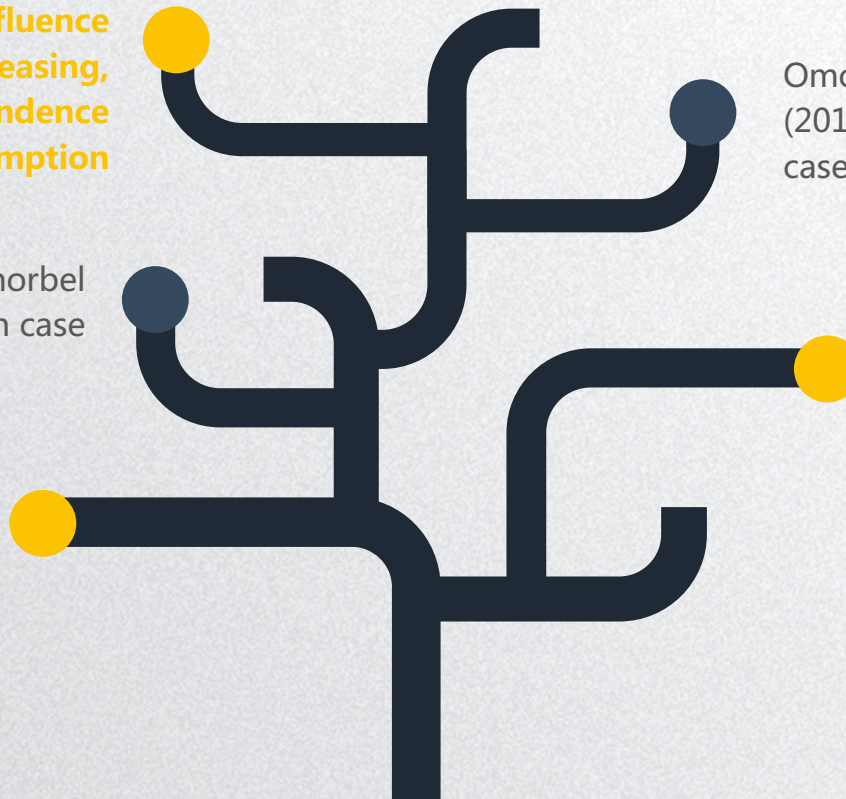 fluence
easing,
ndence
mption
Omo
(201
case
norbel
n case